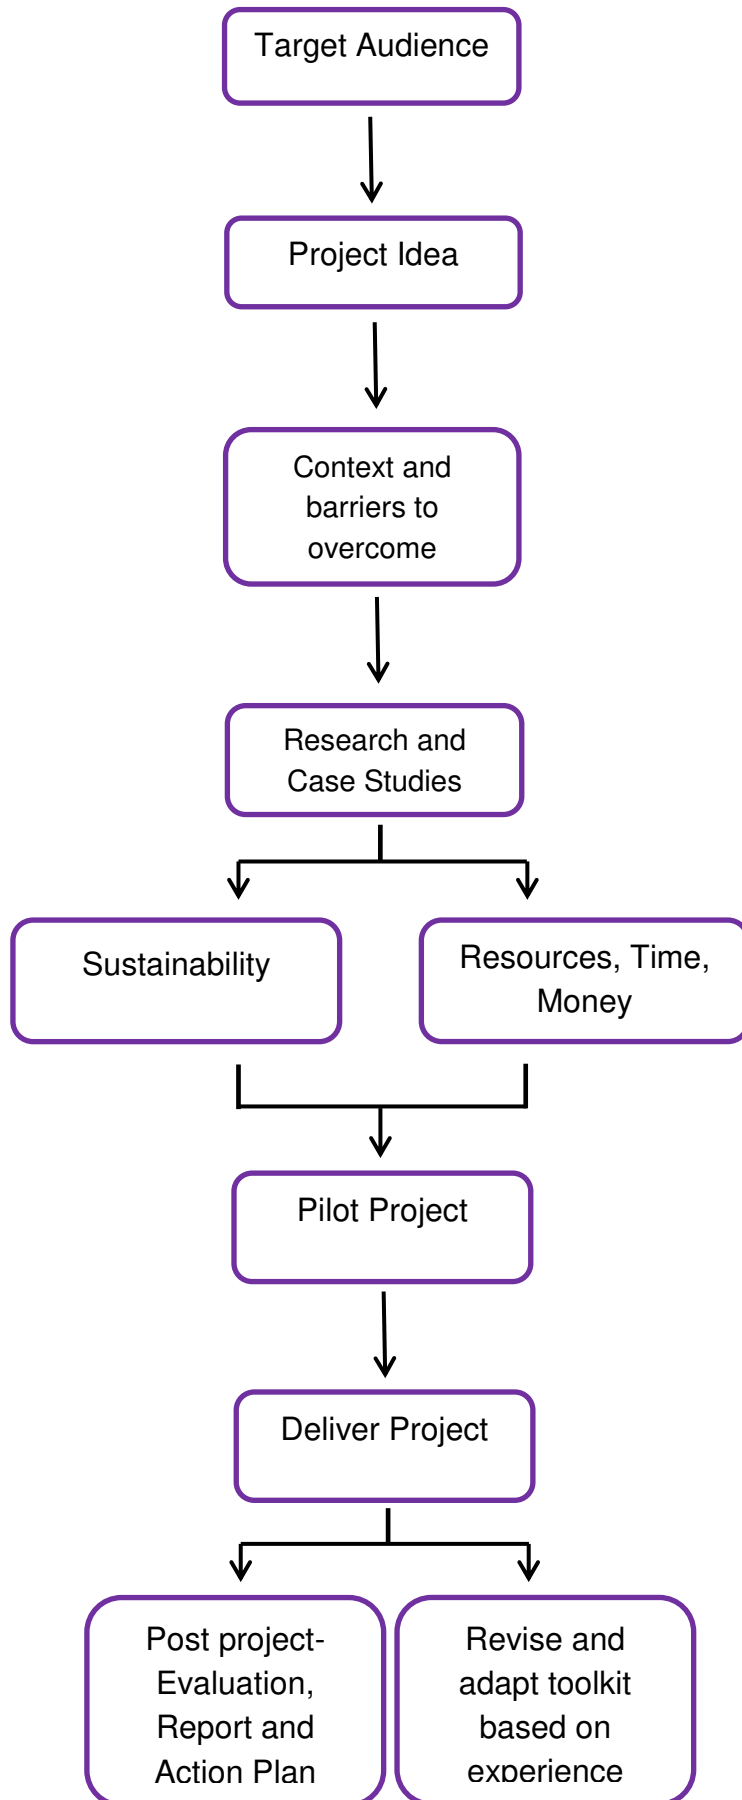 Target Audience
Project Idea
Context and
barriers to
overcome
Research and
Case Studies
Sustainability
Resources, Time,
Money
Pilot Project
Deliver Project
Post project-
Evaluation,
Report and
Action Plan
Revise and
adapt toolkit
based on
experience